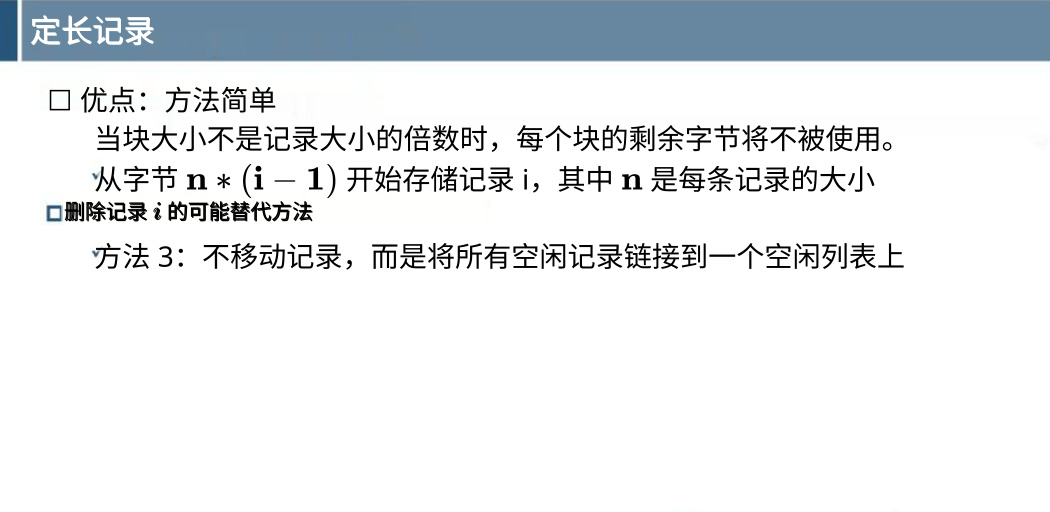 定长记录
□ 优点：方法简单
当块大小不是记录大小的倍数时，每个块的剩余字节将不被使用。
从字节 n ∗ (i − 1) 开始存储记录 i，其中 n 是每条记录的大小
□删除记录 i 的可能替代方法
方法 3：不移动记录，而是将所有空闲记录链接到一个空闲列表上